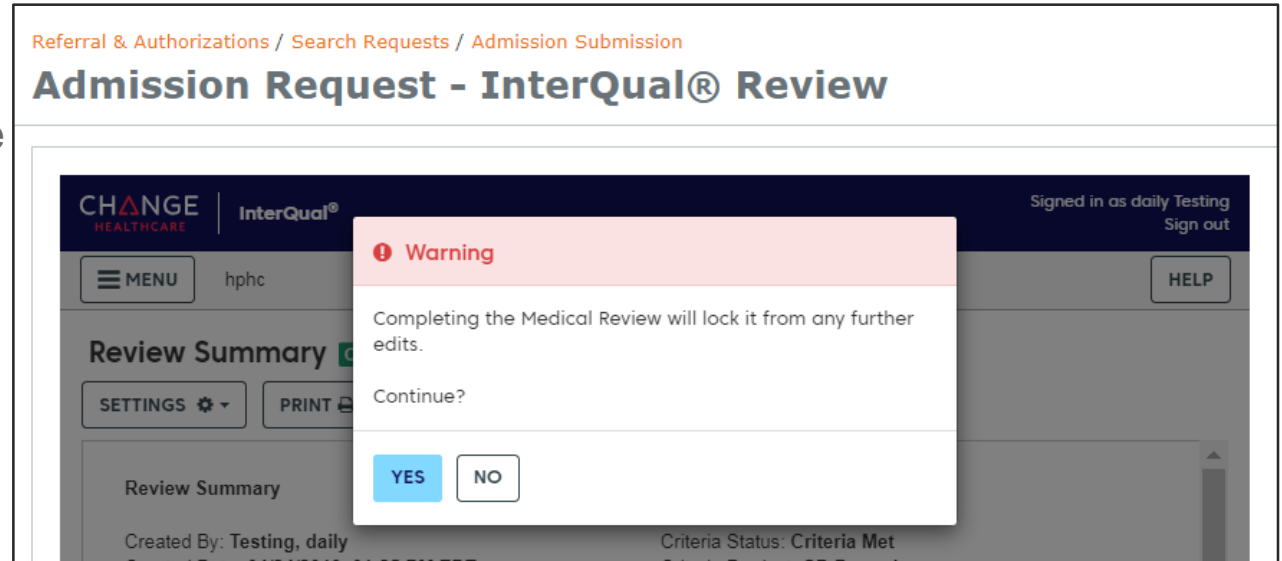 Referral & Authorizations / Search Requests / Admission Submission
Admission Request - InterQual® Review
CHANGE
HEALTHCARE
InterQual®
Signed in as daily Testing
Sign out
Warning
MENU
hphc
HELP
Completing the Medical Review will lock it from any further
edits.
Continue?
Review Summary
SETTINGS
PRINT
YES
NO
Review Summary
Created By: Testing, daily
Criteria Status: Criteria Met